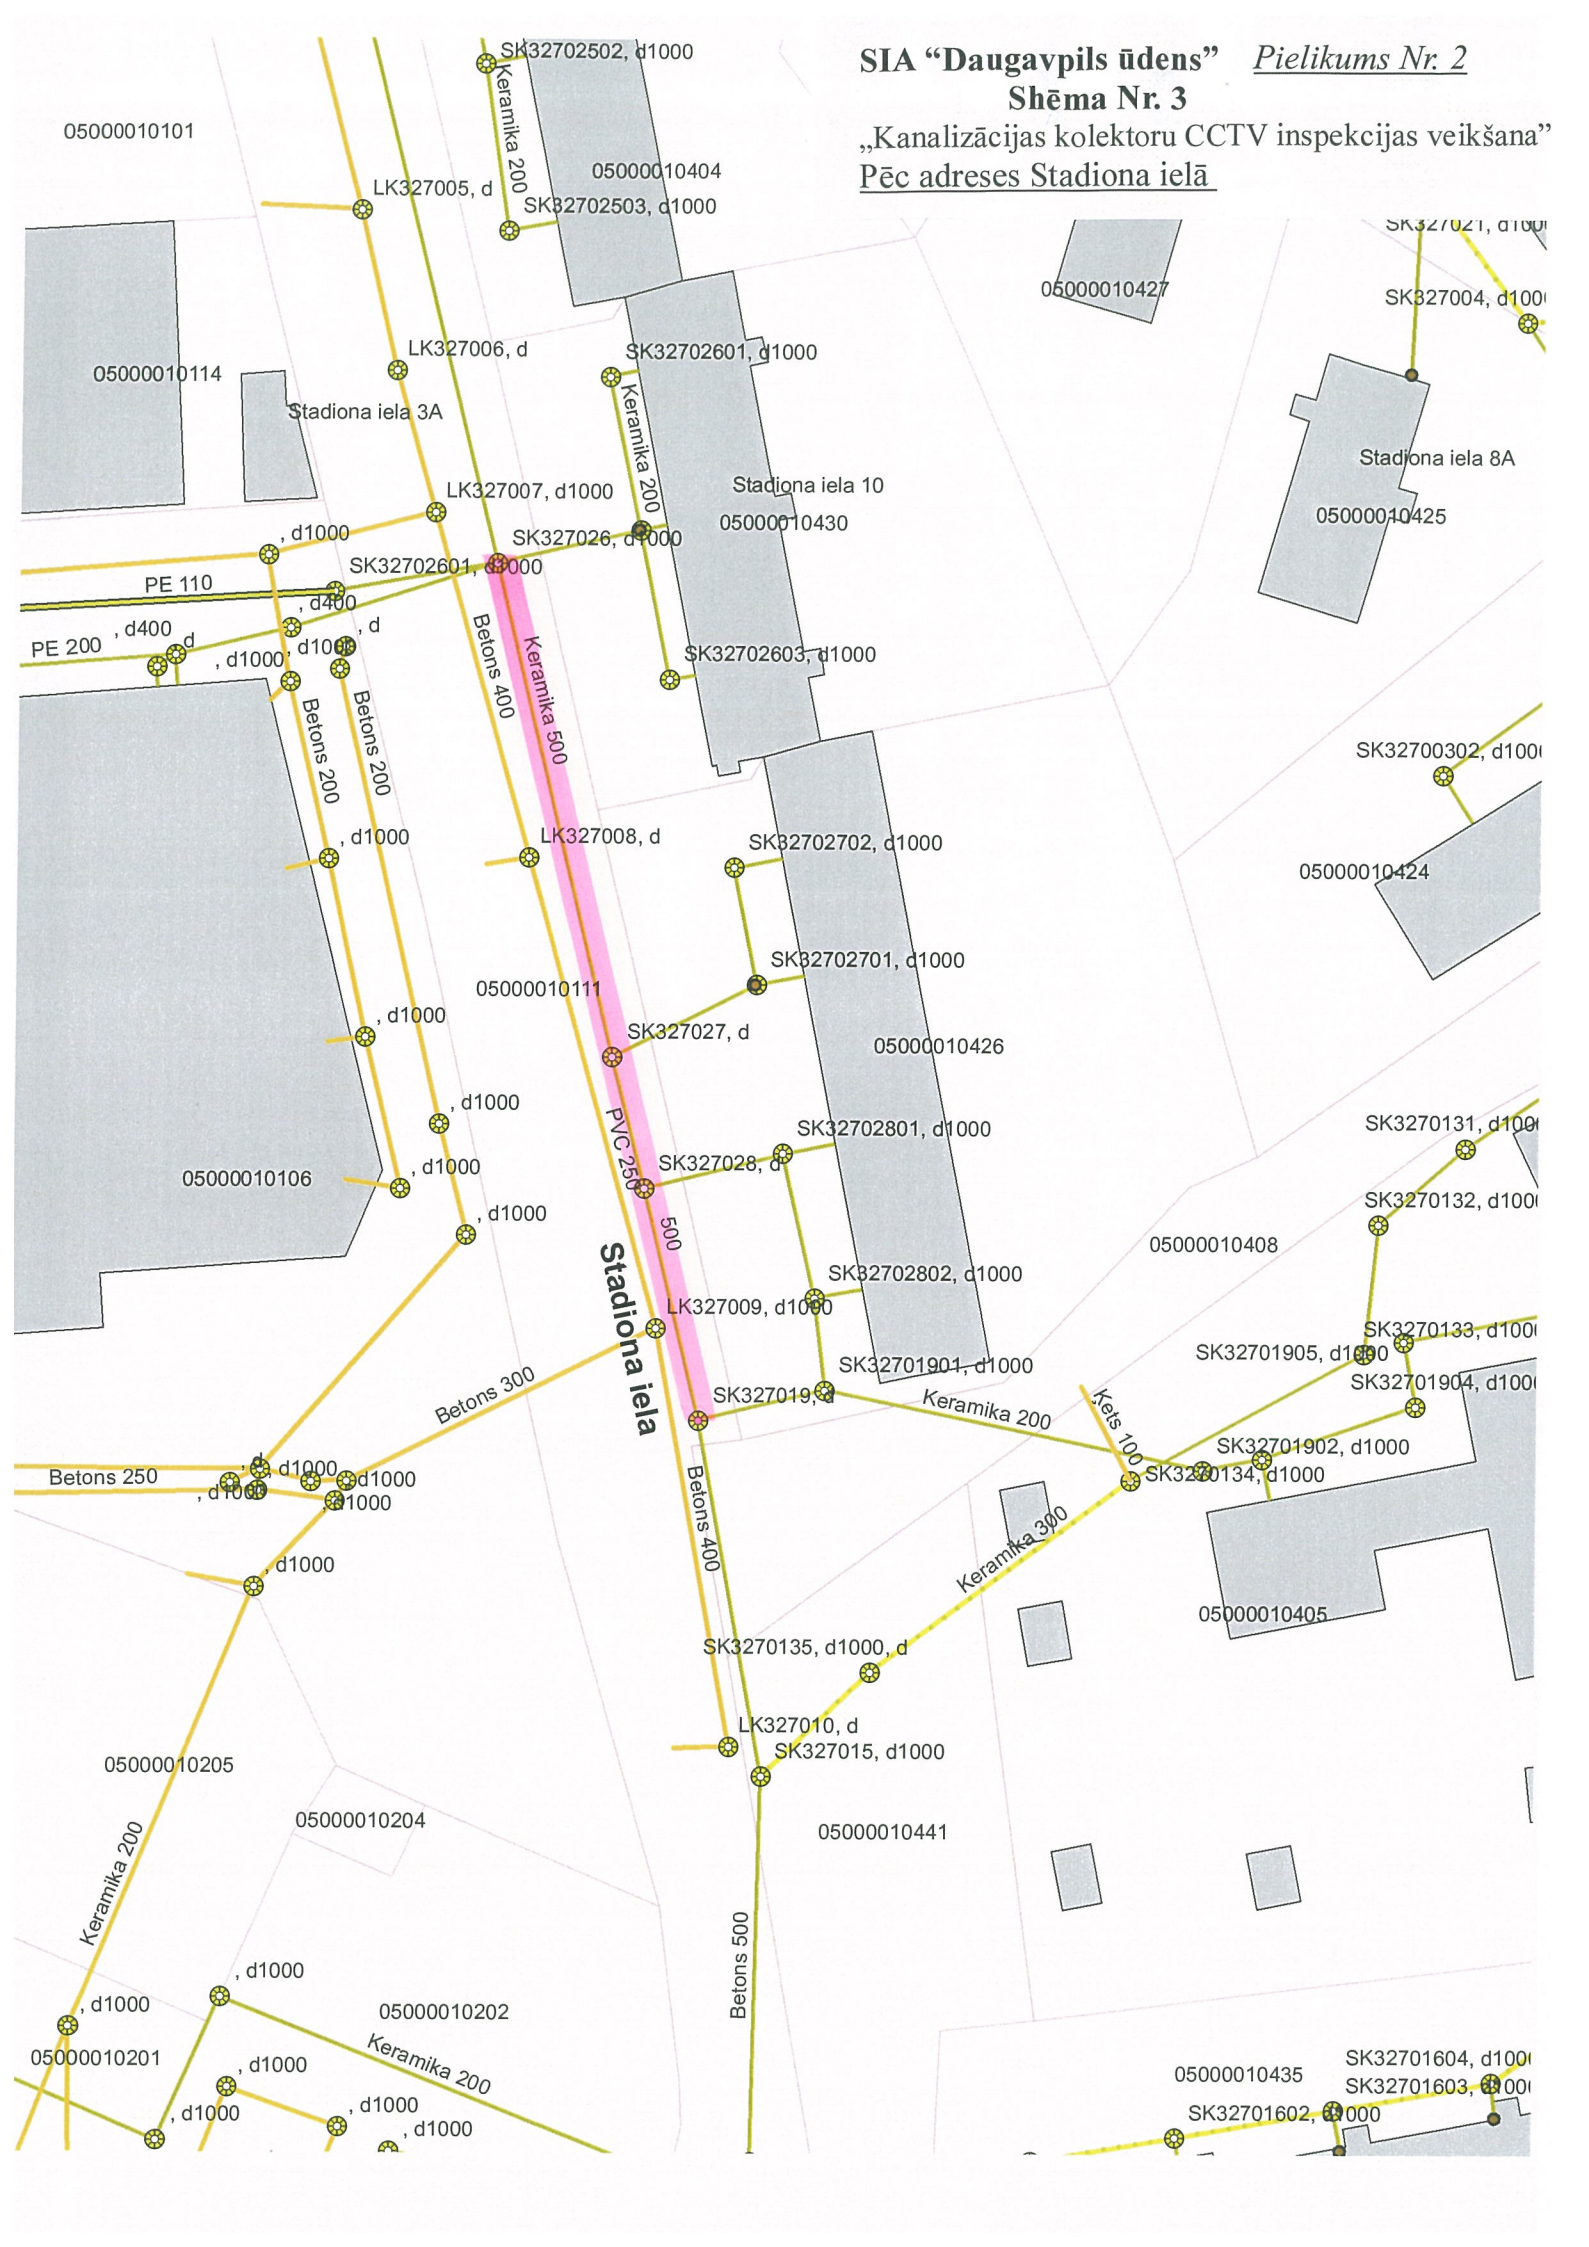 SIA “Daugavpils ūdens” Pielikums Nr. 2
Shēma Nr. 3
„Kanalizācijas kolektoru CCTV inspekcijas veikšana”
Pēc adreses Stadiona ielā
SK32702502, d1000
Keramika 200
05000010101
05000010404
LK327005, d
SK32702503, d1000
SK327021, d100
05000010427
SK327004, d1000
LK327006, d
SK32702601, d1000
05000010114
Stadiona iela 3A
Keramika 200
Stadiona iela 8A
Stadiona iela 10
LK327007, d1000
05000010430
05000010425
, d1000
SK327026, d1000
SK32702601, d1000
PE 110
, d400
, d400
, d
d
PE 200
, d1000
, d1000
Betons 400
Keramika 500
SK32702603, d1000
Betons 200
Betons 200
SK32700302, d1000
, d1000
LK327008, d
SK32702702, d1000
05000010424
SK32702701, d1000
05000010111
, d1000
SK327027, d
05000010426
, d1000
PVC 250
SK32702801, d1000
SK3270131, d1000
, d1000
SK327028, d
05000010106
SK3270132, d1000
, d1000
500
05000010408
Stadiona iela
SK32702802, d1000
LK327009, d1000
SK3270133, d1000
SK32701905, d1000
SK32701901, d1000
SK32701904, d1000
Betons 300
SK327019, d
Keramika 200
Kets 100
SK32701902, d1000
, d
, d1000
Betons 250
d1000
SK3270134, d1000
, d1000
, d1000
Betons 400
Keramika 300
, d1000
05000010405
SK3270135, d1000, d
LK327010, d
SK327015, d1000
05000010205
05000010204
05000010441
Keramika 200
Betons 500
, d1000
, d1000
05000010202
Keramika 200
05000010201
, d1000
SK32701604, d1000
05000010435
SK32701603, d1000
, d1000
, d1000
SK32701602, d1000
, d1000